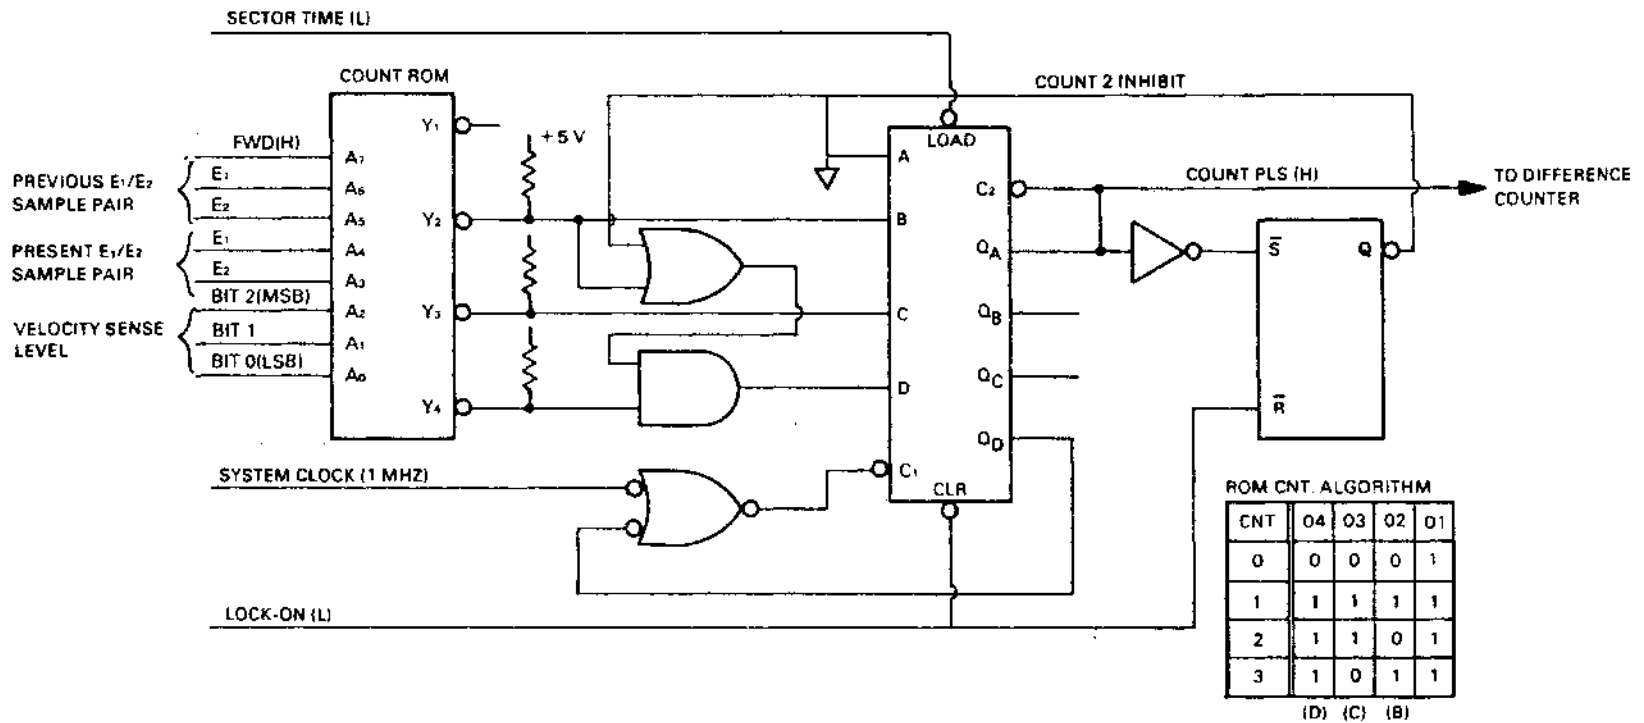 SECTOR TIME (L)
COUNT ROM
COUNT 2 INHIBIT
Y1
+5 V
LOAD
FWD(H)
A7
A
PREVIOUS E1/E2
SAMPLE PAIR
E1
A6
C2
COUNT PLS (H)
TO DIFFERENCE
COUNTER
E2
A5
Y2
B
PRESENT E1/E2
SAMPLE PAIR
E1
A4
QA
S
Q
E2
A3
BIT 2(MSB)
A2
Y3
C
QB
VELOCITY SENSE
LEVEL
BIT 1
A1
BIT 0(LSB)
A0
QC
D
Y4
R
QD
SYSTEM CLOCK (1 MHZ)
C1
CLR
ROM CNT. ALGORITHM
CNT 04 03 02 01
0 0 0 0 1
1 1 1 1 1
2 1 1 0 1
3 1 0 1 1
(D) (C) (B)
LOCK-ON (L)